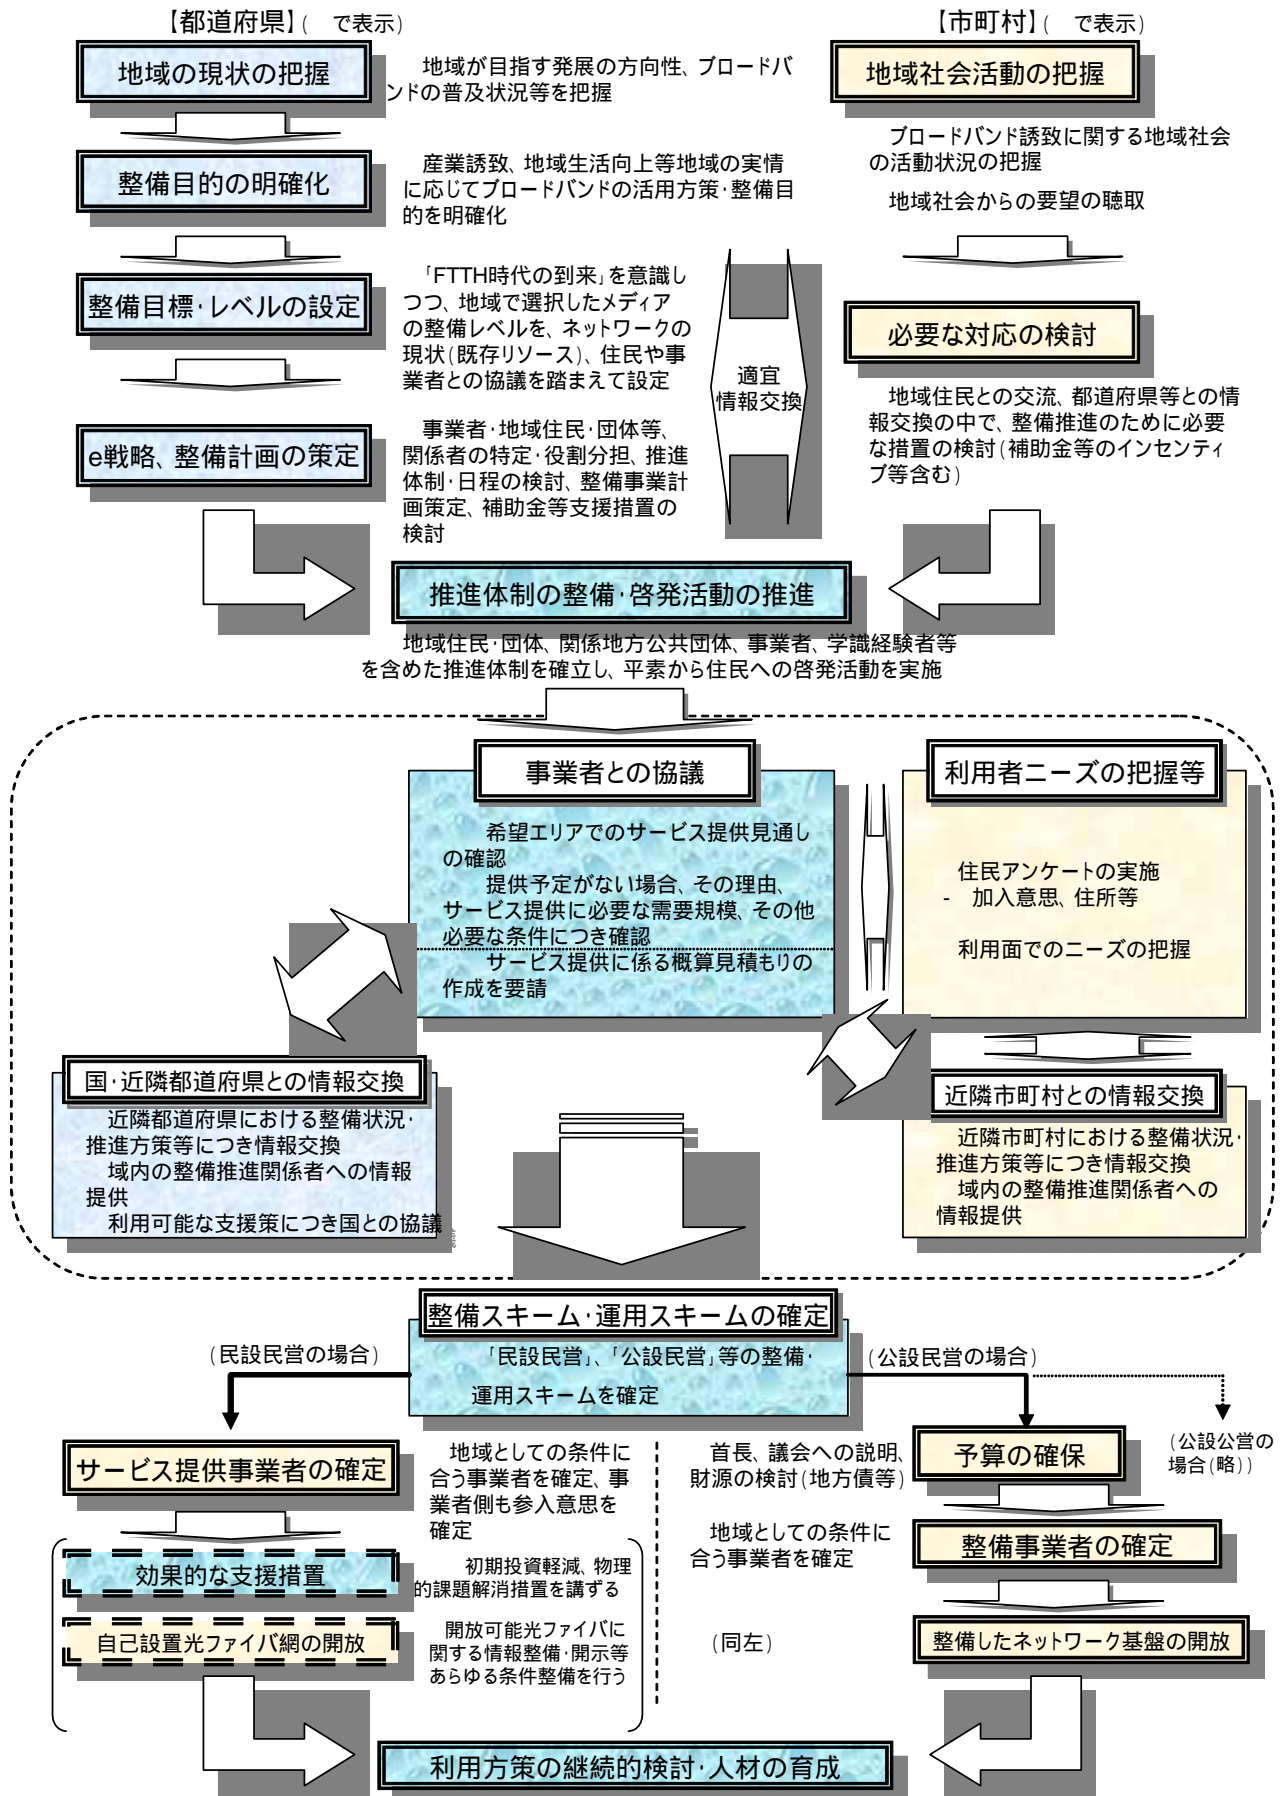 【都道府県】(　で表示)
地域の現状の把握
地域が目指す発展の方向性、ブロードバ
ンドの普及状況等を把握
整備目的の明確化
産業誘致、地域生活向上等地域の実情
に応じてブロードバンドの活用方策・整備目
的を明確化
整備目標・レベルの設定
「FTTH時代の到来」を意識し
つつ、地域で選択したメディア
の整備レベルを、ネットワークの
現状(既存リソース)、住民や事
業者との協議を踏まえて設定
e戦略、整備計画の策定
事業者・地域住民・団体等、
関係者の特定・役割分担、推進
体制・日程の検討、整備事業計
画策定、補助金等支援措置の
検討
適宜
情報交換
【市町村】(　で表示)
地域社会活動の把握
ブロードバンド誘致に関する地域社会
の活動状況の把握
地域社会からの要望の聴取
必要な対応の検討
地域住民との交流、都道府県等との情
報交換の中で、整備推進のために必要
な措置の検討(補助金等のインセンティ
ブ等含む)
推進体制の整備・啓発活動の推進
地域住民・団体、関係地方公共団体、事業者、学識経験者等
を含めた推進体制を確立し、平素から住民への啓発活動を実施
事業者との協議
希望エリアでのサービス提供見通し
の確認
提供予定がない場合、その理由、
サービス提供に必要な需要規模、その他
必要な条件につき確認
サービス提供に係る概算見積もりの
作成を要請
利用者ニーズの把握等
住民アンケートの実施
-　加入意思、住所等
利用面でのニーズの把握
国・近隣都道府県との情報交換
近隣都道府県における整備状況・
推進方策等につき情報交換
域内の整備推進関係者への情報
提供
利用可能な支援策につき国との協議
近隣市町村との情報交換
近隣市町村における整備状況・
推進方策等につき情報交換
域内の整備推進関係者への
情報提供
整備スキーム・運用スキームの確定
「民設民営」、「公設民営」等の整備・
運用スキームを確定
(民設民営の場合)
(公設民営の場合)
(公設公営の
場合(略))
サービス提供事業者の確定
地域としての条件に
合う事業者を確定、事
業者側も参入意思を
確定
効果的な支援措置
初期投資軽減、物理
的課題解消措置を講ずる
自己設置光ファイバ網の開放
開放可能光ファイバに
関する情報整備・開示等
あらゆる条件整備を行う
首長、議会への説明、
財源の検討(地方債等)
予算の確保
地域としての条件に
合う事業者を確定
整備事業者の確定
(同左)
整備したネットワーク基盤の開放
利用方策の継続的検討・人材の育成